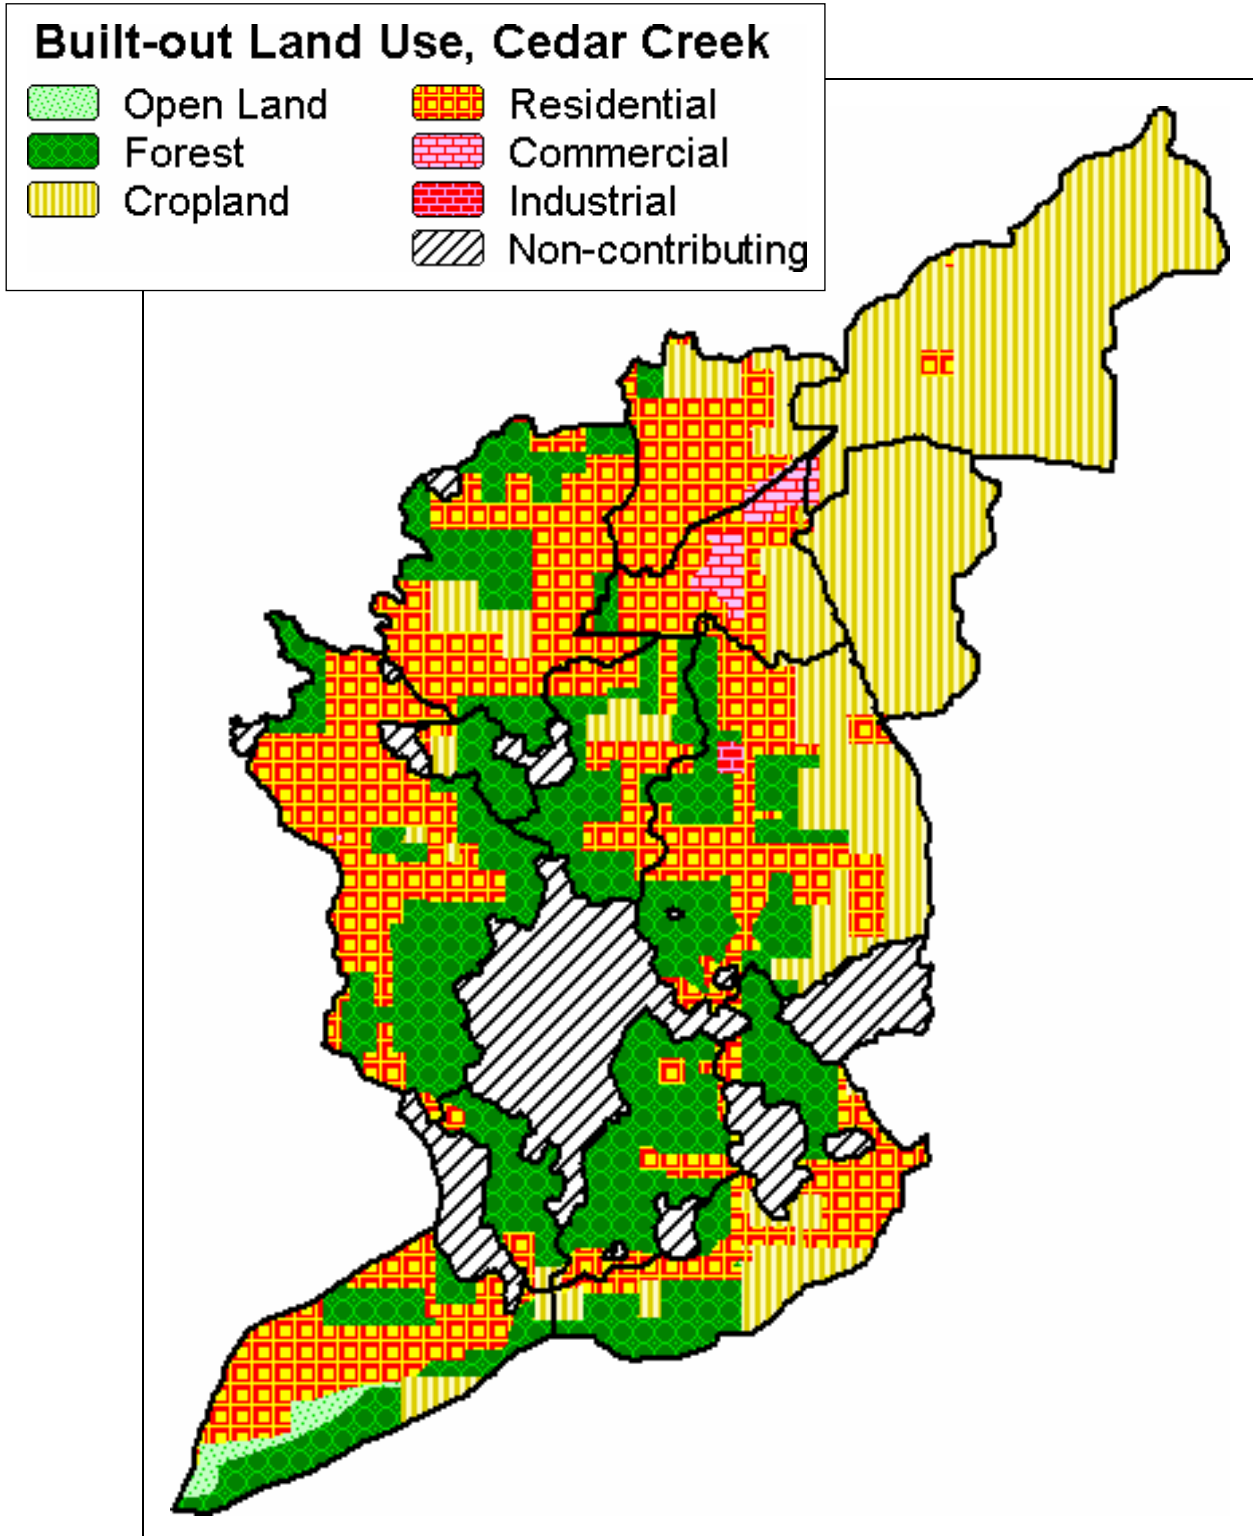 Built-out Land Use, Cedar Creek
Open Land
Forest
Cropland
Residential
Commercial
Industrial
Non-contributing